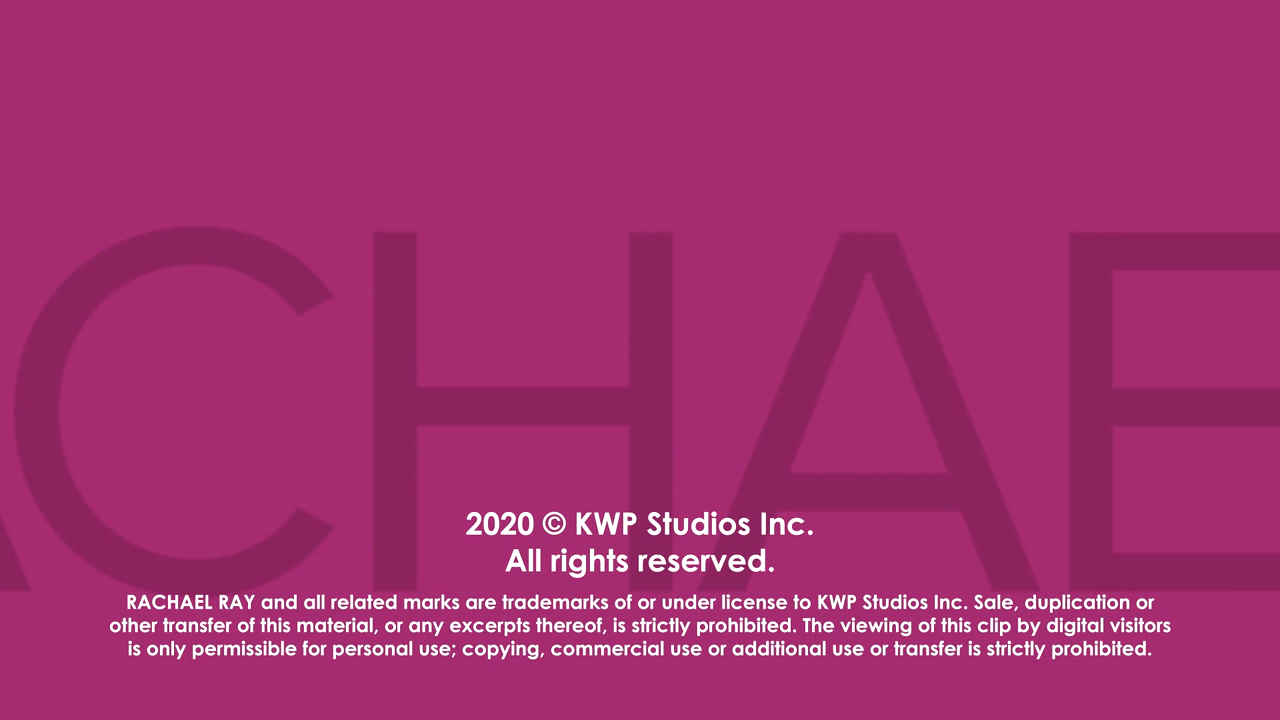 ACHAE
2020 © KWP Studios Inc.
All rights reserved.
RACHAEL RAY and all related marks are trademarks of or under license to KWP Studios Inc. Sale, duplication or
other transfer of this material, or any excerpts thereof, is strictly prohibited. The viewing of this clip by digital visitors
is only permissible for personal use; copying, commercial use or additional use or transfer is strictly prohibited.